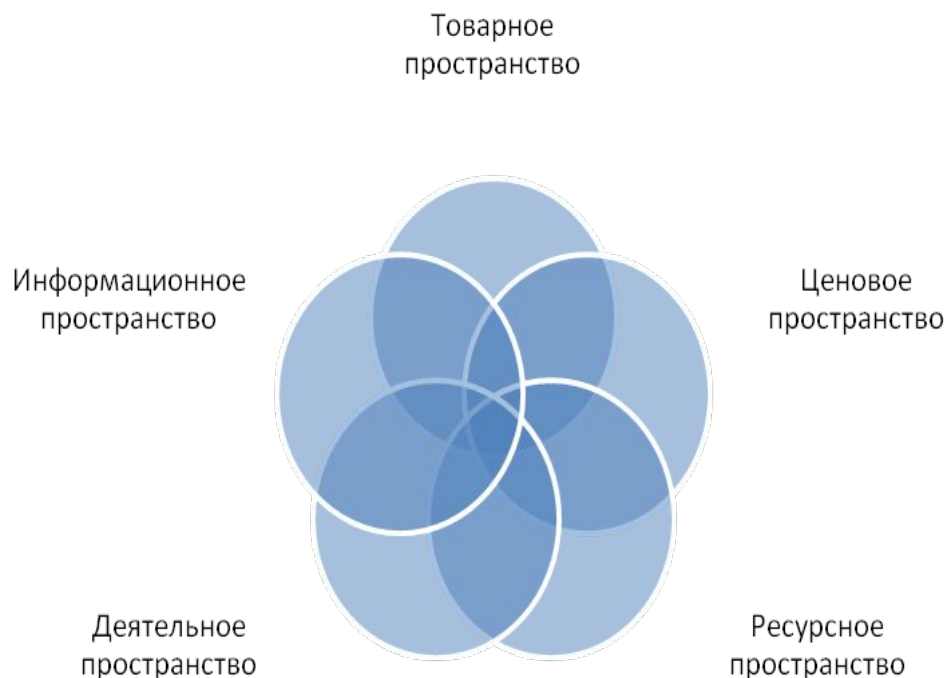 Товарное
пространство
Информационное
пространство
Ценовое
пространство
Деятельное
пространство
Ресурсное
пространство